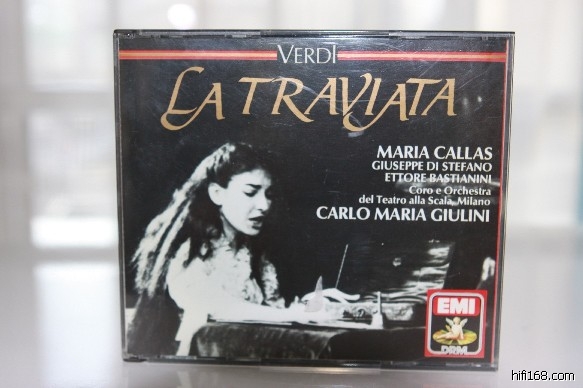 VERDI
LA TRAVIATA
MARIA CALLAS
GIUSEPPE DI STEFANO
ETTORE BASTIANINI
Coro e Orchestra
del Teatro alla Scala, Milano
CARLO MARIA GIULINI
EMI
DRM
hifi168.com